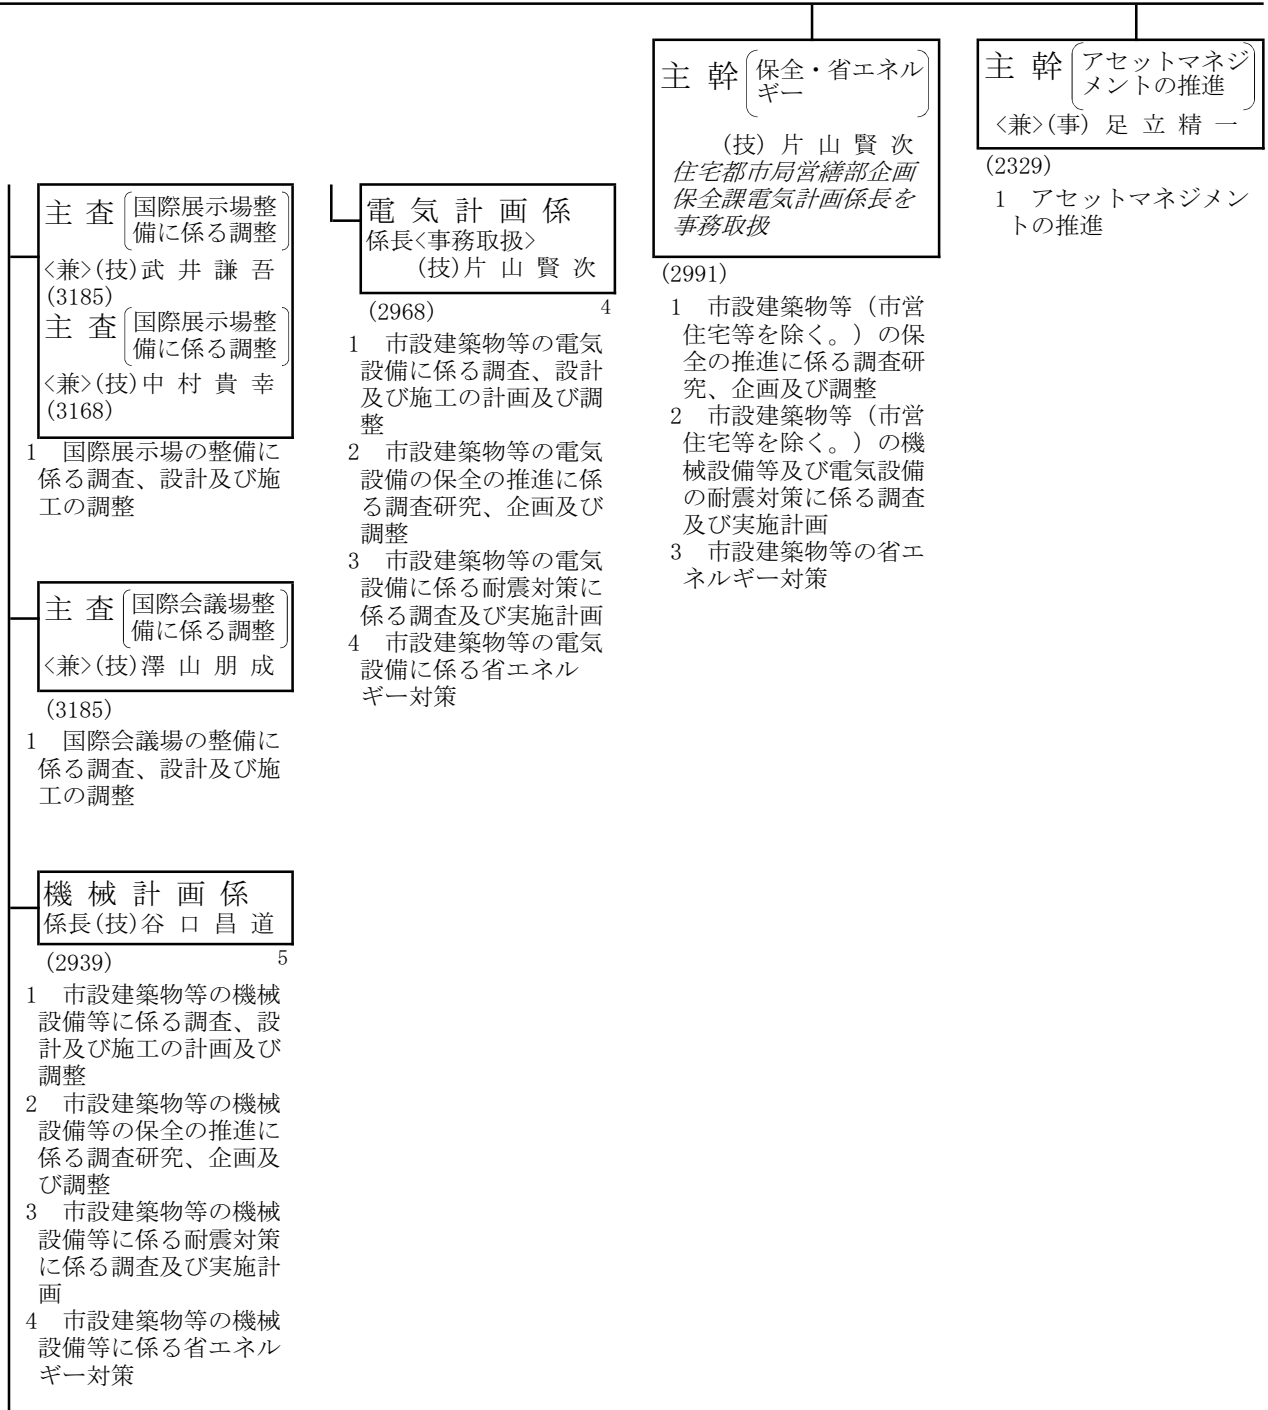 主 査 国際展示場整
備に係る調整
<兼>(技)武 井 謙 吾
(3185)
主 査 国際展示場整
備に係る調整
<兼>(技)中 村 貴 幸
(3168)
1　国際展示場の整備に
係る調査、設計及び施
工の調整
主 査 国際会議場整
備に係る調整
<兼>(技)澤 山 朋 成
(3185)
1　国際会議場の整備に
係る調査、設計及び施
工の調整
機 械 計 画 係
係長(技)谷 口 昌 道
(2939) 5
1　市設建築物等の機械
設備等に係る調査、設
計及び施工の計画及び
調整
2　市設建築物等の機械
設備等の保全の推進に
係る調査研究、企画及
び調整
3　市設建築物等の機械
設備等に係る耐震対策
に係る調査及び実施計
画
4　市設建築物等の機械
設備等に係る省エネル
ギー対策
電 気 計 画 係
係長<事務取扱>
(技)片 山 賢 次
(2968) 4
1　市設建築物等の電気
設備に係る調査、設計
及び施工の計画及び調
整
2　市設建築物等の電気
設備の保全の推進に係
る調査研究、企画及び
調整
3　市設建築物等の電気
設備に係る耐震対策に
係る調査及び実施計画
4　市設建築物等の電気
設備に係る省エネル
ギー対策
主 幹 保全・省エネル
ギー
(技) 片 山 賢 次
住宅都市局営繕部企画
保全課電気計画係長を
事務取扱
(2991)
1　市設建築物等（市営
住宅等を除く。）の保
全の推進に係る調査研
究、企画及び調整
2　市設建築物等（市営
住宅等を除く。）の機
械設備等及び電気設備
の耐震対策に係る調査
及び実施計画
3　市設建築物等の省エ
ネルギー対策
主 幹 アセットマネジ
メントの推進
<兼>(事) 足 立 精 一
(2329)
1　アセットマネジメン
トの推進